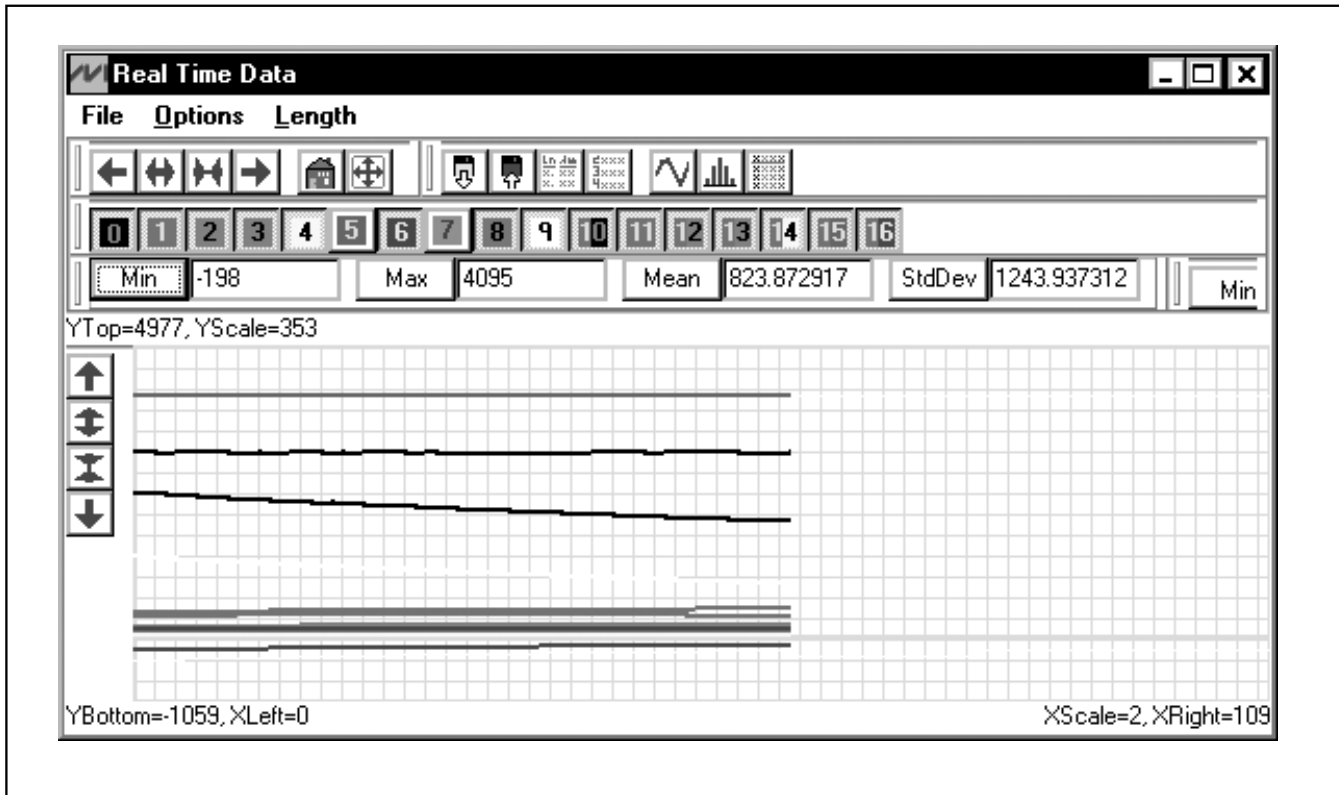 Real Time Data
File Options Length
0 1 2 3 4 5 6 7 8 9 10 11 12 13 14 15 16
Min -198 Max 4095 Mean 823.872917 StdDev 1243.937312 Min
YTop=4977, YScale=353
YBottom=-1059, XLeft=0 XScale=2, XRight=109